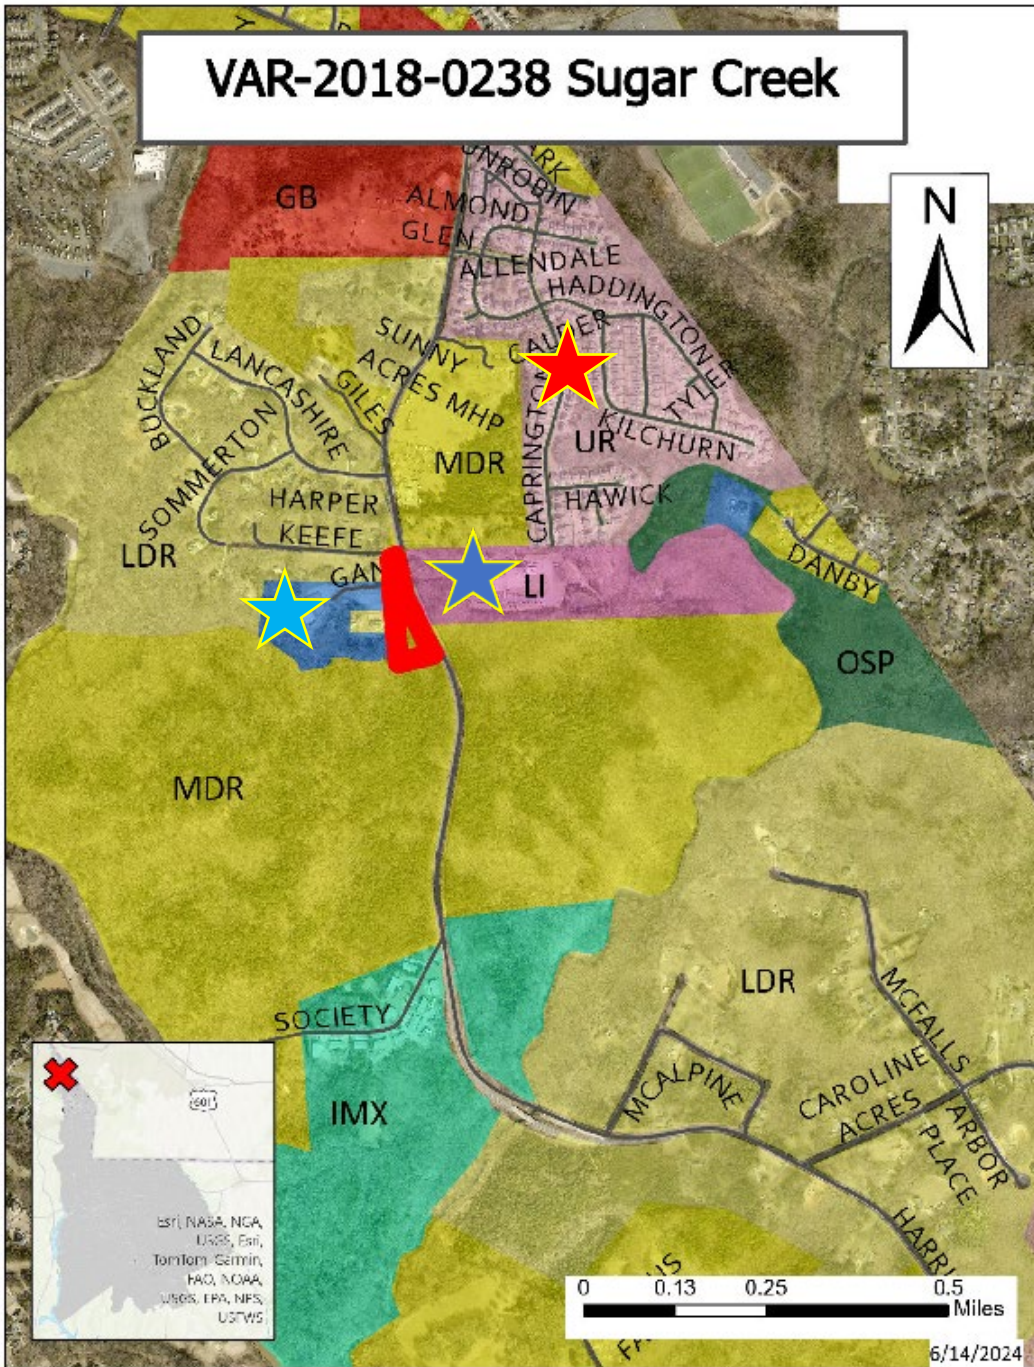 VAR-2018-0238 Sugar Creek
N
GB
ALMOND
GLEN
ALLENDALE
HADDINGTON
CALDER
SUNNY
ACRES MHP
BUCKLAND
LANCASHIRE
GILES
SOMMERTON
CAPRINGTON
TYLER
KILCHURN
UR
MDR
HARPER
HAWICK
KEEFE
LDR
DANBY
LI
OSP
MDR
LDR
SOCIETY
MCALPINE
MCFALLS
CAROLINE
ACRES
ARBOR
PLACE
IMX
601
Esri, NASA, NGA,
USGS, Esri,
TomTom, Garmin,
FAO, NOAA,
USGS, EPA, NPS,
USFWS
0 0.13 0.25 0.5
Miles
6/14/2024